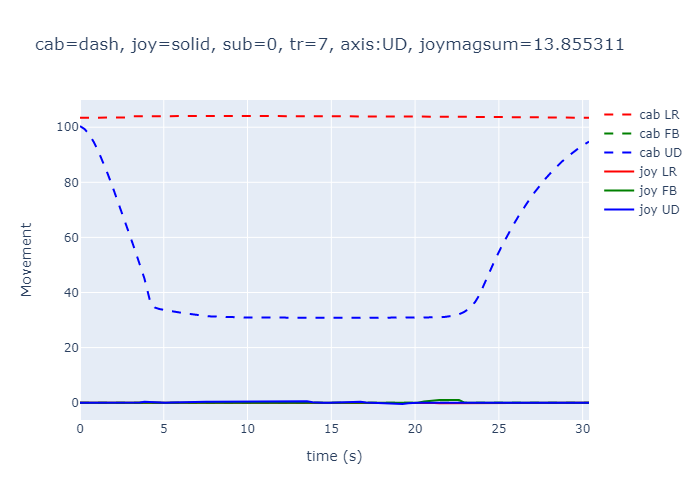 cab=dash, joy=solid, sub=0, tr=7, axis:UD, joymagsum=13.855311
cab LR
cab FB
cab UD
joy LR
joy FB
joy UD
Movement
100
80
60
40
20
0
0 5 10 15 20 25 30
time (s)